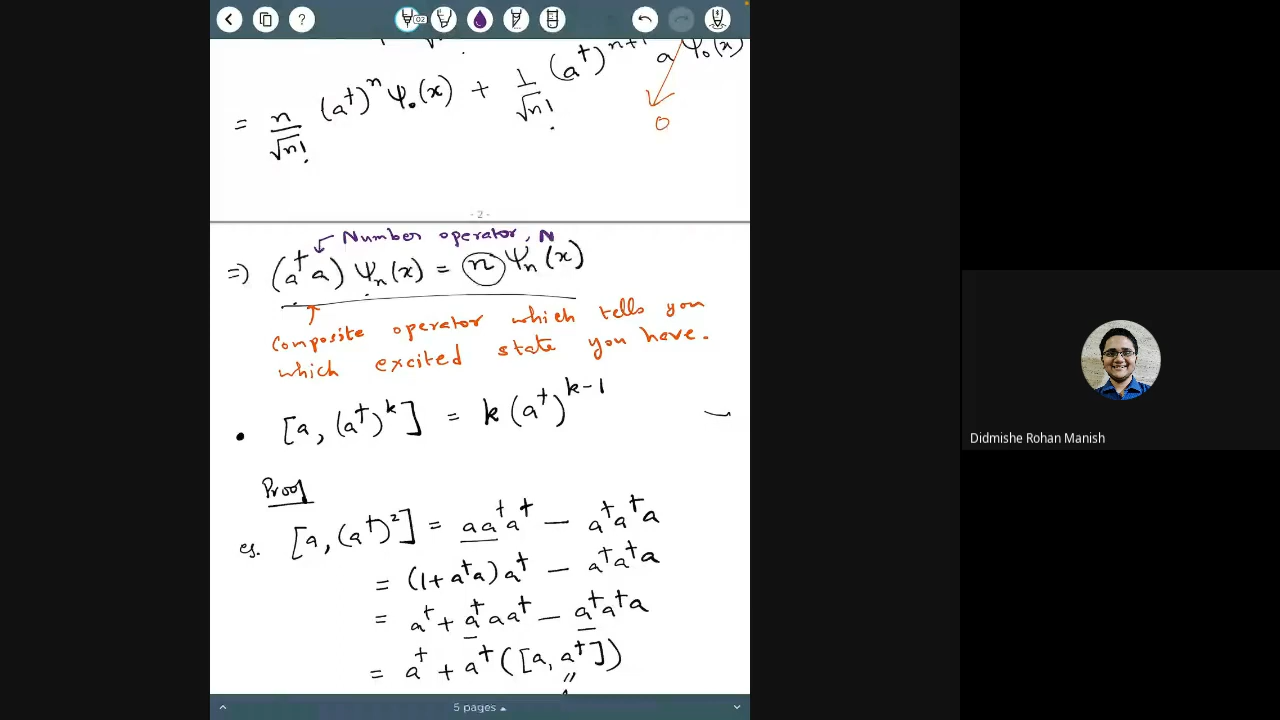 (a†)ⁿ⁺¹ a Ψ₀(x)
= n/√n! (a†)ⁿ Ψ₀(x) + 1/√n!
0
- 2 -
Number operator, N
⇒ (a†a) Ψₙ(x) = n Ψₙ(x)
Composite operator which tells you
which excited state you have.
• [a, (a†)ᵏ] = k(a†)ᵏ⁻¹
Proof
eg. [a, (a†)²] = aa†a† − a†a†a
= (1 + a†a)a† − a†a†a
= a† + a†aa† − a†a†a
= a† + a†([a, a†])
5 pages
Didmishe Rohan Manish